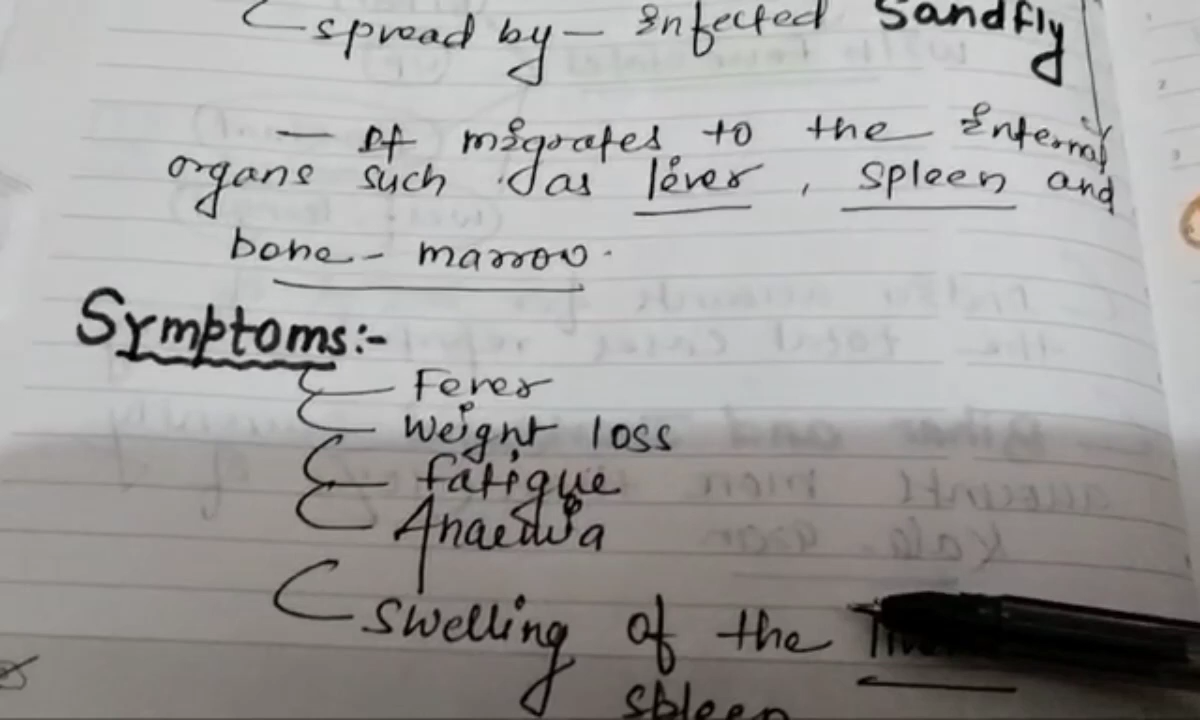 spread by - Infected Sandfly
- It migrates to the Internal
organs such as lever, spleen and
bone - marrow.
Symptoms:-
Fever
Weight loss
fatigue
Anaemia
Swelling of the
spleen